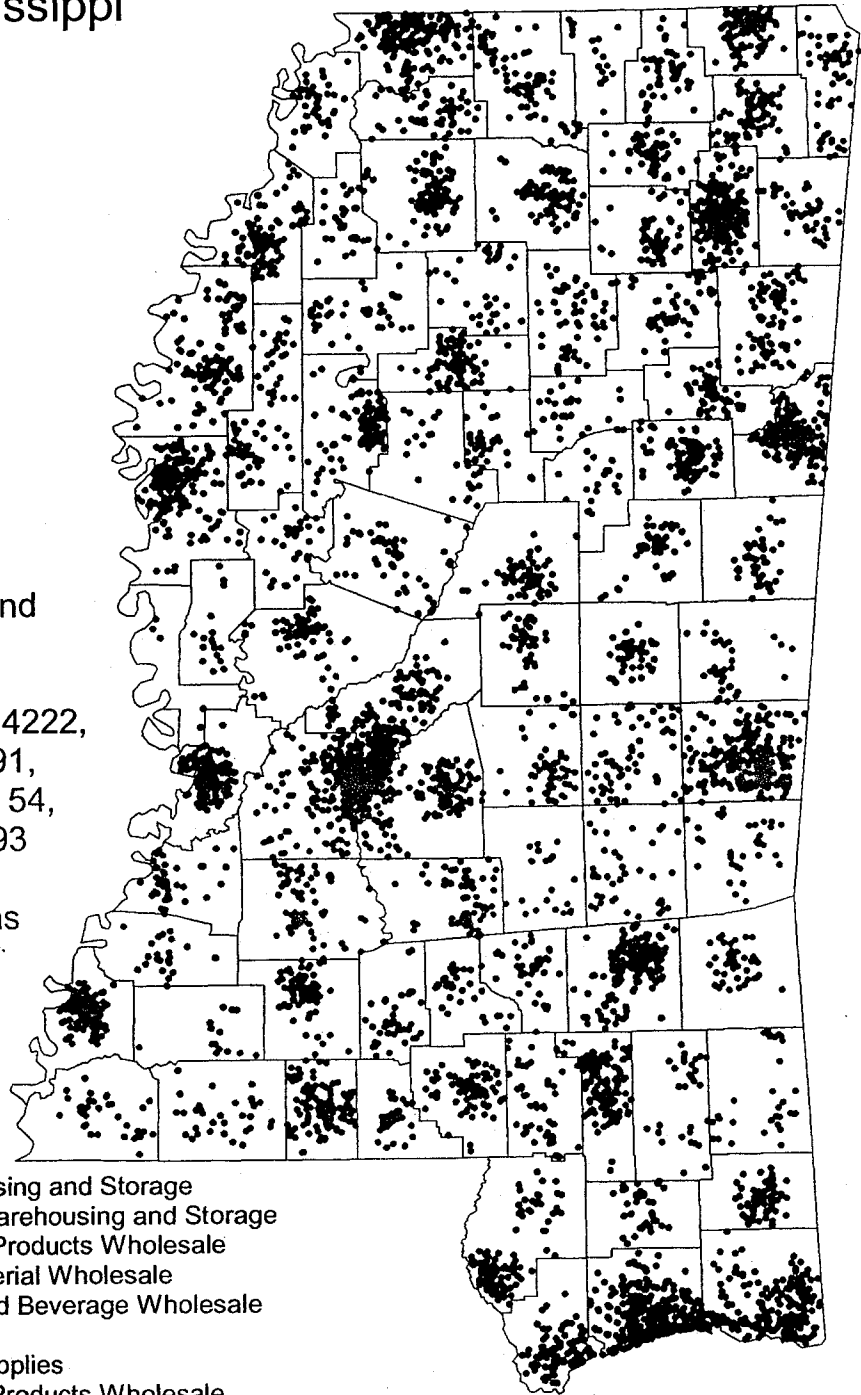 ssippi
nd
4222,
91,
54,
93
as
sing and Storage
arehousing and Storage
Products Wholesale
erial Wholesale
d Beverage Wholesale
pplies
Products Wholesale